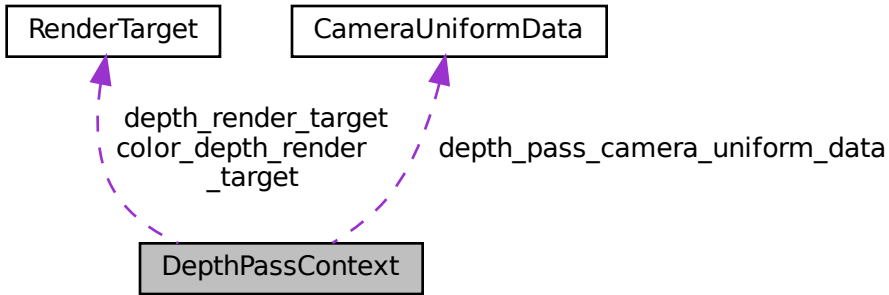 RenderTarget
CameraUniformData
depth_render_target
color_depth_render
_target
depth_pass_camera_uniform_data
DepthPassContext